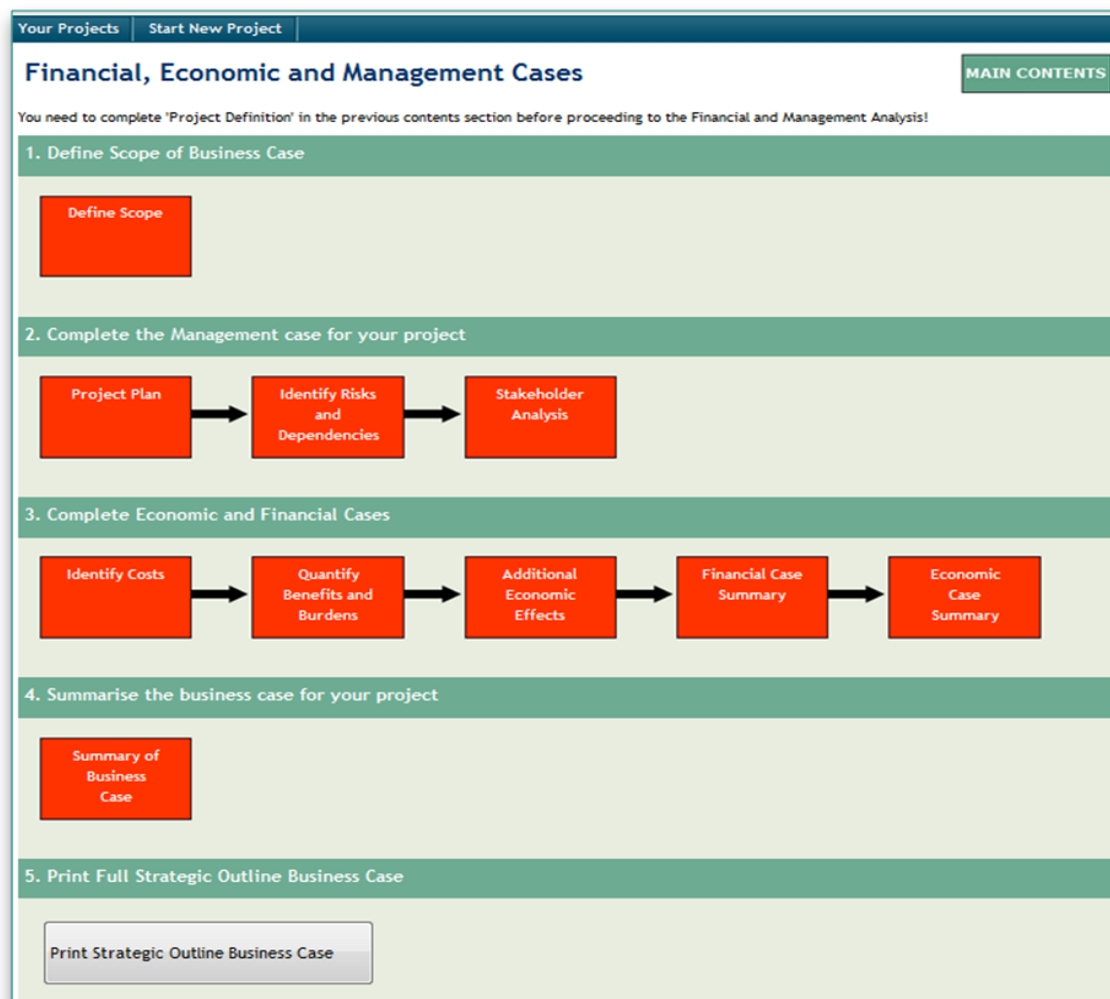 Your Projects
Start New Project
Financial, Economic and Management Cases
MAIN CONTENTS
You need to complete 'Project Definition' in the previous contents section before proceeding to the Financial and Management Analysis!
1. Define Scope of Business Case
Define Scope
2. Complete the Management case for your project
Project Plan
Identify Risks
and
Dependencies
Stakeholder
Analysis
3. Complete Economic and Financial Cases
Identify Costs
Quantify
Benefits and
Burdens
Additional
Economic
Effects
Financial Case
Summary
Economic
Case
Summary
4. Summarise the business case for your project
Summary of
Business
Case
5. Print Full Strategic Outline Business Case
Print Strategic Outline Business Case